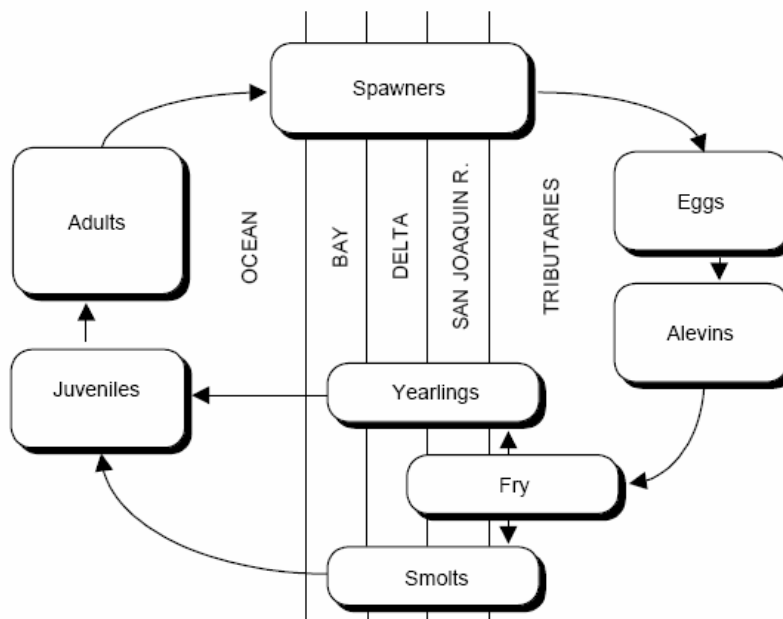 Spawners
Adults
Eggs
OCEAN
BAY
DELTA
SAN JOAQUIN R.
TRIBUTARIES
Alevins
Juveniles
Yearlings
Fry
Smolts